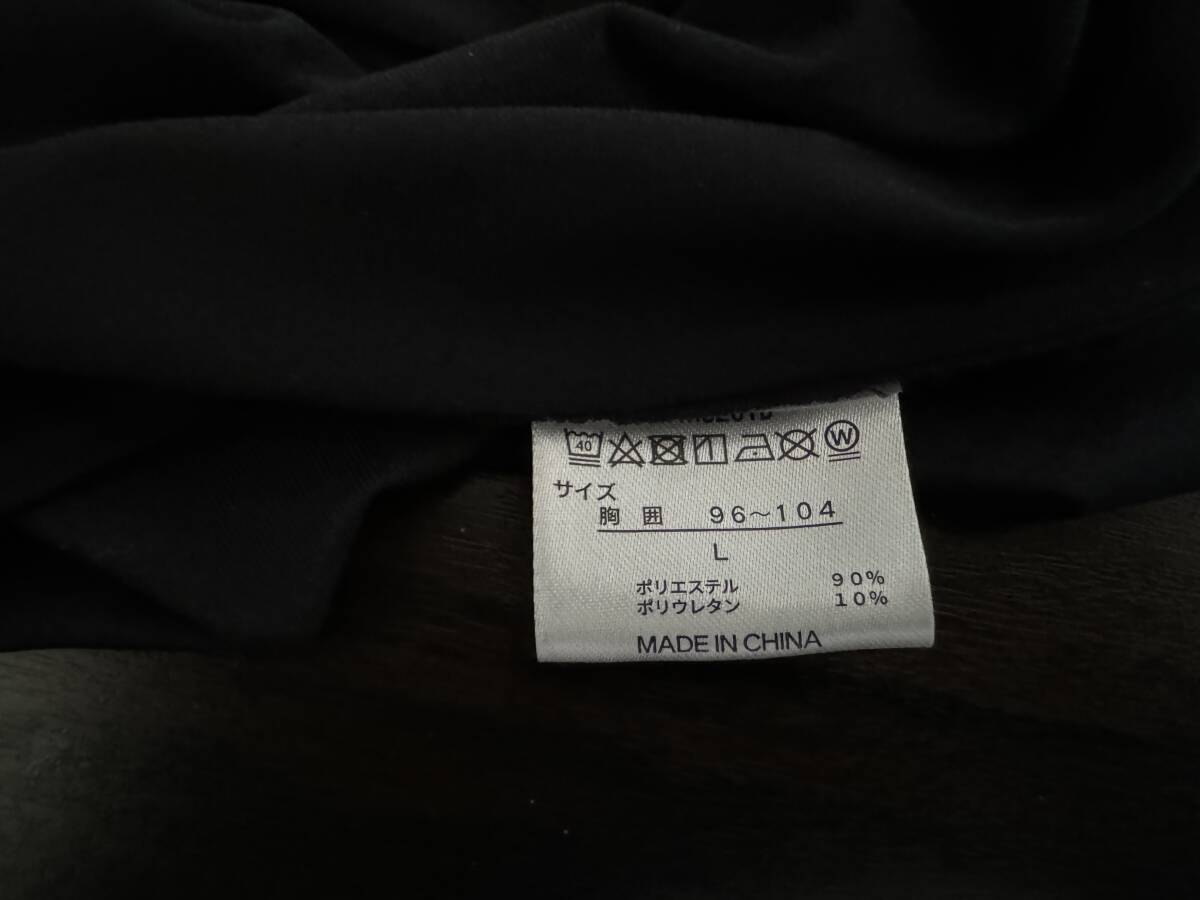 40 W
サイズ
胸 囲 96～104
L
ポリエステル 90%
ポリウレタン 10%
MADE IN CHINA